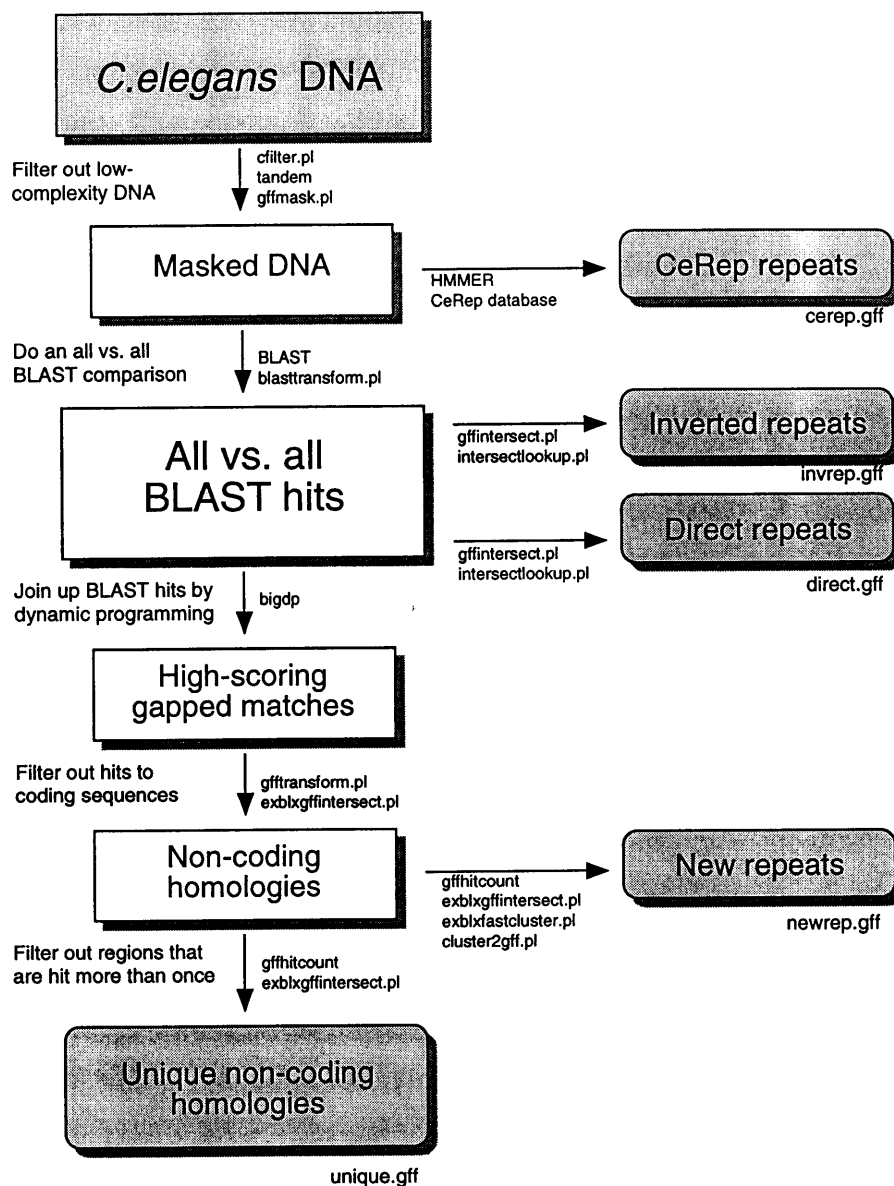 C.elegans DNA
Filter out low-
complexity DNA
cfilter.pl
tandem
gffmask.pl
Masked DNA
HMMER
CeRep database
CeRep repeats
cerep.gff
Do an all vs. all
BLAST comparison
BLAST
blasttransform.pl
All vs. all
BLAST hits
gffintersect.pl
intersectlookup.pl
Inverted repeats
invrep.gff
gffintersect.pl
intersectlookup.pl
Direct repeats
direct.gff
Join up BLAST hits by
dynamic programming
bigdp
High-scoring
gapped matches
Filter out hits to
coding sequences
gfftransform.pl
exblxgffintersect.pl
Non-coding
homologies
gffhitcount
exblxgffintersect.pl
exblxfastcluster.pl
cluster2gff.pl
New repeats
newrep.gff
Filter out regions that
are hit more than once
gffhitcount
exblxgffintersect.pl
Unique non-coding
homologies
unique.gff